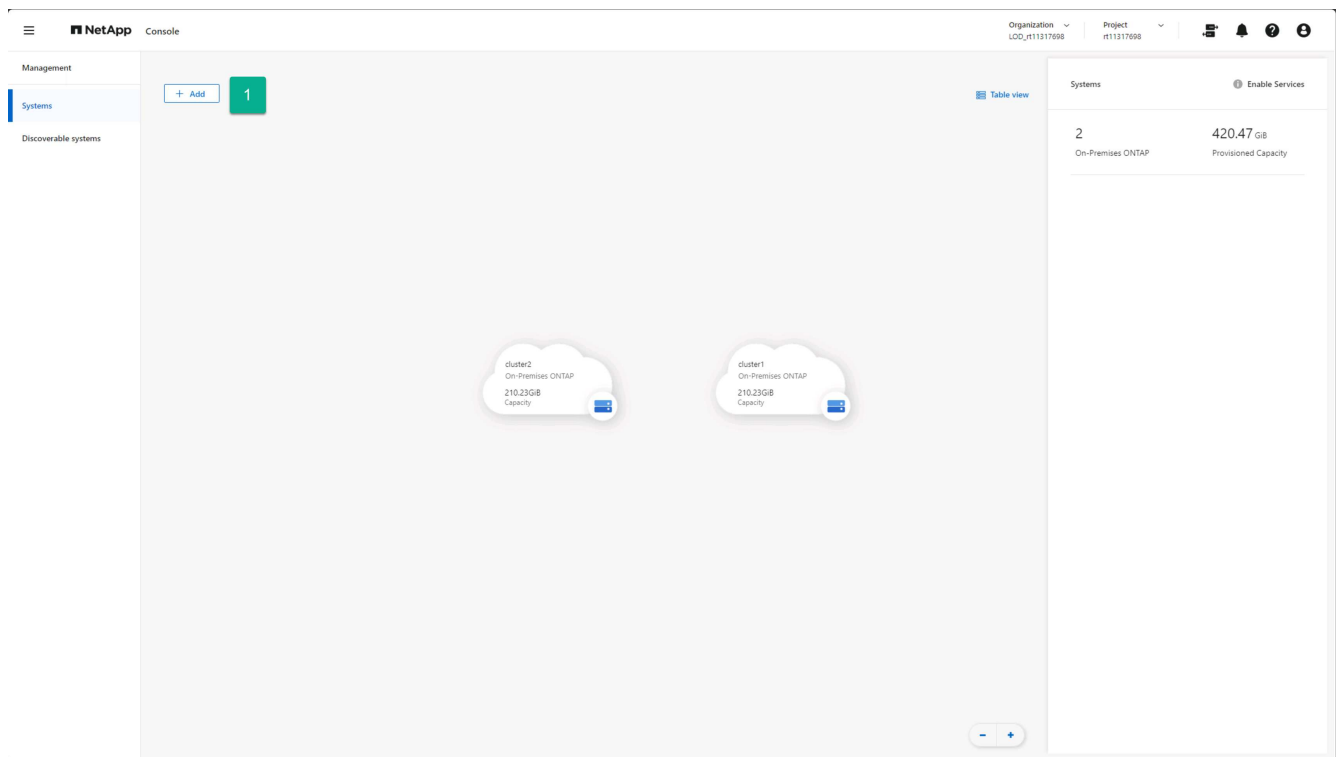 NetApp Console
Organization
LOD_rt11317698
Project
rt11317698
Management
Systems
Discoverable systems
+ Add
1
Table view
Systems
Enable Services
2
On-Premises ONTAP
420.47 GiB
Provisioned Capacity
cluster2
On-Premises ONTAP
210.23GiB
Capacity
cluster1
On-Premises ONTAP
210.23GiB
Capacity
- +